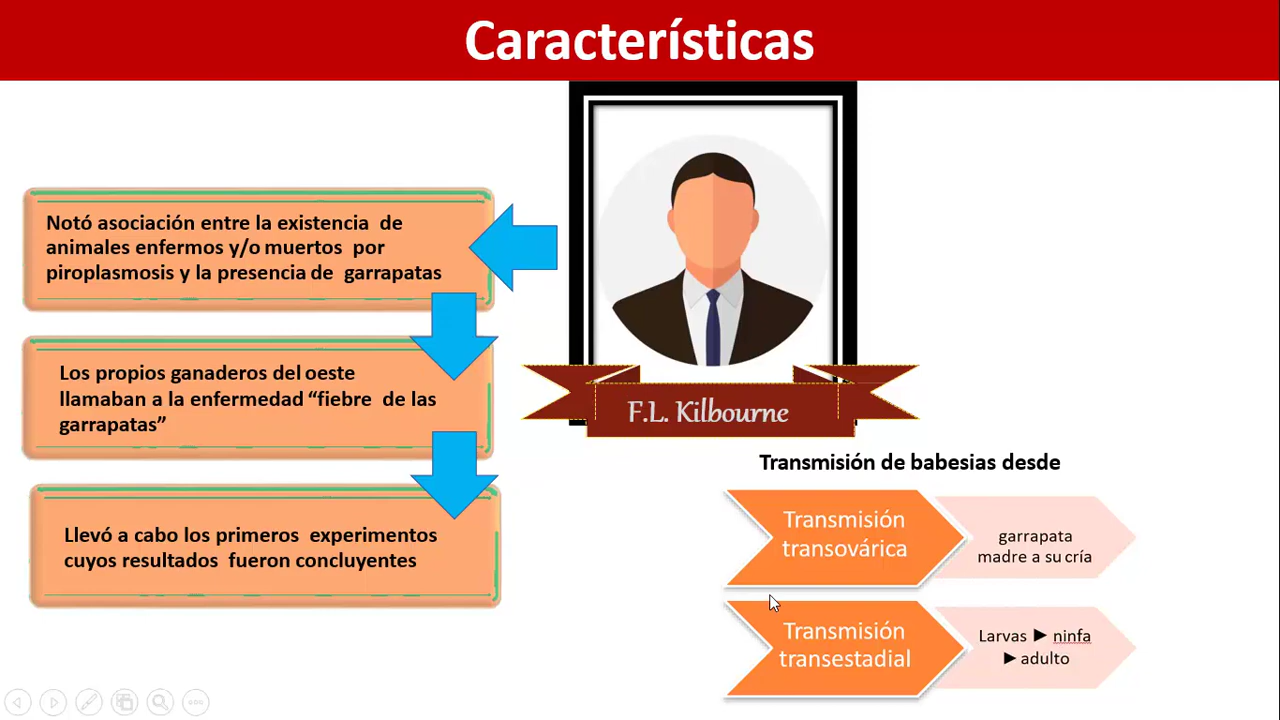 Características
Notó asociación entre la existencia de
animales enfermos y/o muertos por
piroplasmosis y la presencia de garrapatas
Los propios ganaderos del oeste
llamaban a la enfermedad “fiebre de las
garrapatas”
Llevó a cabo los primeros experimentos
cuyos resultados fueron concluyentes
F.L. Kilbourne
Transmisión de babesias desde
Transmisión
transovárica
garrapata
madre a su cría
Transmisión
transestadial
Larvas ► ninfa
► adulto